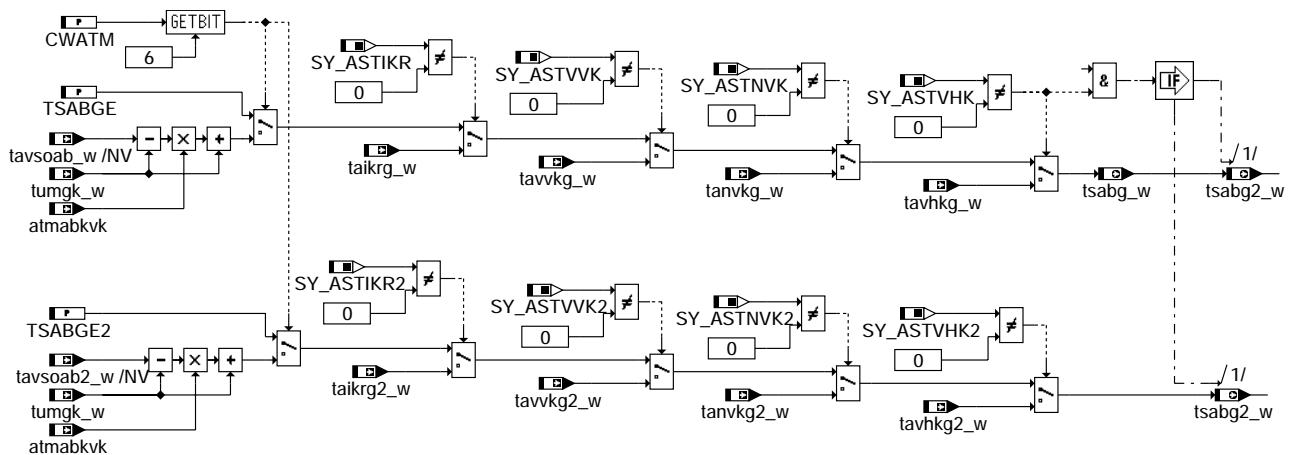 P
GETBIT
CWATM
6
SY_ASTIKR
≠
0
SY_ASTVVK
≠
0
SY_ASTNVK
≠
0
SY_ASTVHK
≠
0
&
IF
P
TSABGE
tavsoab_w /NV
−
×
+
tumgk_w
atmabkvk
taikrg_w
tavvkg_w
tanvkg_w
tavhkg_w
tsabg_w
/1/
tsabg2_w
SY_ASTIKR2
≠
0
SY_ASTVVK2
≠
0
SY_ASTNVK2
≠
0
SY_ASTVHK2
≠
0
P
TSABGE2
tavsoab2_w /NV
−
×
+
tumgk_w
atmabkvk
taikrg2_w
tavvkg2_w
tanvkg2_w
tavhkg2_w
/1/
tsabg2_w